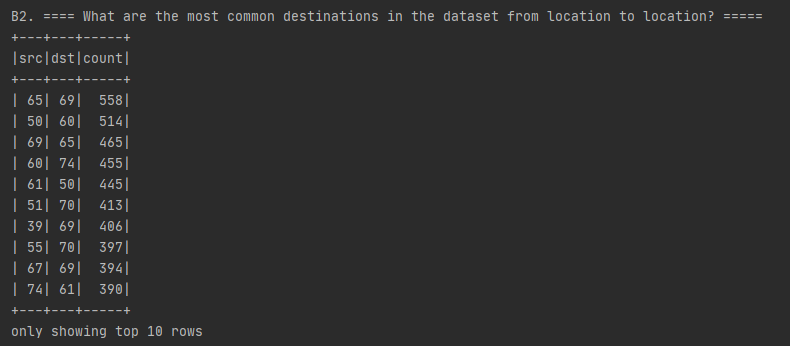 B2. ==== What are the most common destinations in the dataset from location to location? =====
+---+---+-----+
|src|dst|count|
+---+---+-----+
| 65| 69|  558|
| 50| 60|  514|
| 69| 65|  465|
| 60| 74|  455|
| 61| 50|  445|
| 51| 70|  413|
| 39| 69|  406|
| 55| 70|  397|
| 67| 69|  394|
| 74| 61|  390|
+---+---+-----+
only showing top 10 rows